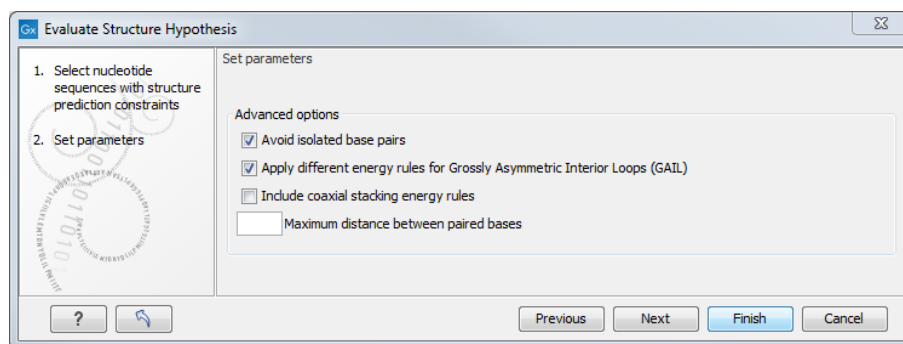 Gx Evaluate Structure Hypothesis
1. Select nucleotide
sequences with structure
prediction constraints
2. Set parameters
Set parameters
Advanced options
Avoid isolated base pairs
Apply different energy rules for Grossly Asymmetric Interior Loops (GAIL)
Include coaxial stacking energy rules
Maximum distance between paired bases
?
Previous
Next
Finish
Cancel